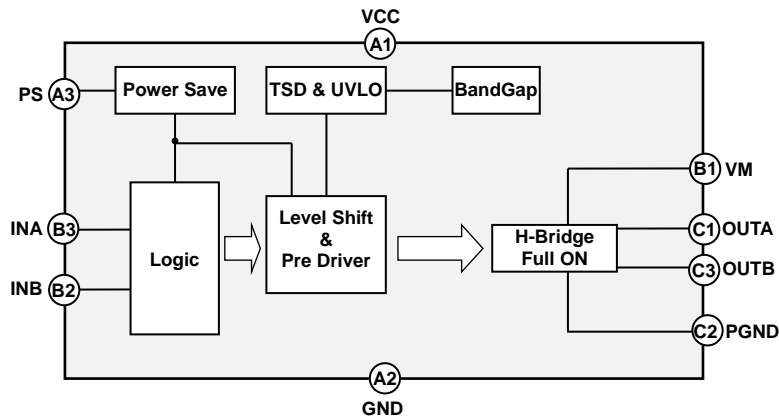 VCC
A1
PS A3 Power Save TSD & UVLO BandGap
B1 VM
INA B3
Logic
Level Shift
&
Pre Driver
H-Bridge
Full ON
C1 OUTA
C3 OUTB
INB B2
C2 PGND
A2
GND